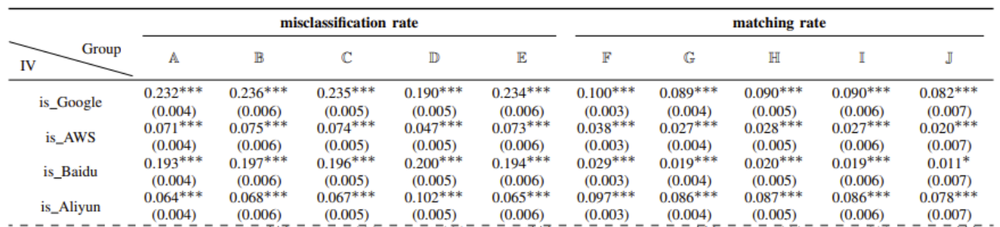 misclassification rate matching rate
Group
IV
𝔸 𝔹 ℂ 𝔻 𝔼 𝔽 𝔾 ℍ 𝕀 𝕁
is_Google 0.232*** 0.236*** 0.235*** 0.190*** 0.234*** 0.100*** 0.089*** 0.090*** 0.090*** 0.082***
(0.004) (0.006) (0.005) (0.005) (0.006) (0.003) (0.004) (0.005) (0.006) (0.007)
is_AWS 0.071*** 0.075*** 0.074*** 0.047*** 0.073*** 0.038*** 0.027*** 0.028*** 0.027*** 0.020***
(0.004) (0.006) (0.005) (0.005) (0.006) (0.003) (0.004) (0.005) (0.006) (0.007)
is_Baidu 0.193*** 0.197*** 0.196*** 0.200*** 0.194*** 0.029*** 0.019*** 0.020*** 0.019*** 0.011*
(0.004) (0.006) (0.005) (0.005) (0.006) (0.003) (0.004) (0.005) (0.006) (0.007)
is_Aliyun 0.064*** 0.068*** 0.067*** 0.102*** 0.065*** 0.097*** 0.086*** 0.087*** 0.086*** 0.078***
(0.004) (0.006) (0.005) (0.005) (0.006) (0.003) (0.004) (0.005) (0.006) (0.007)